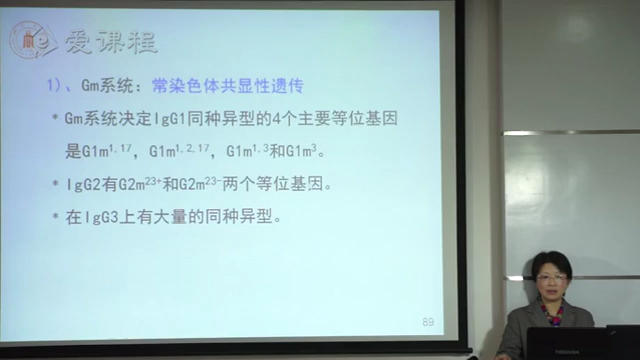 爱课程
1)、Gm系统：常染色体共显性遗传
* Gm系统决定IgG1同种异型的4个主要等位基因
是G1m1,17，G1m1,2,17，G1m1,3和G1m3。
* IgG2有G2m23+和G2m23-两个等位基因。
* 在IgG3上有大量的同种异型。
89
TOSHIBA